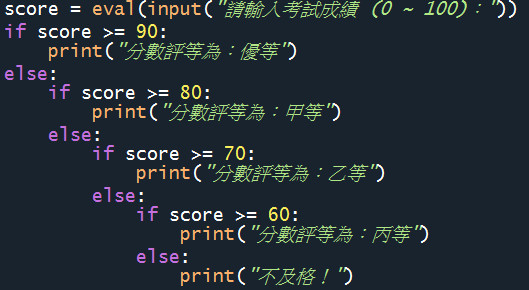 score = eval(input("請輸入考試成績 (0 ~ 100)："))
if score >= 90:
    print("分數評等為：優等")
else:
    if score >= 80:
        print("分數評等為：甲等")
    else:
        if score >= 70:
            print("分數評等為：乙等")
        else:
            if score >= 60:
                print("分數評等為：丙等")
            else:
                print("不及格！")